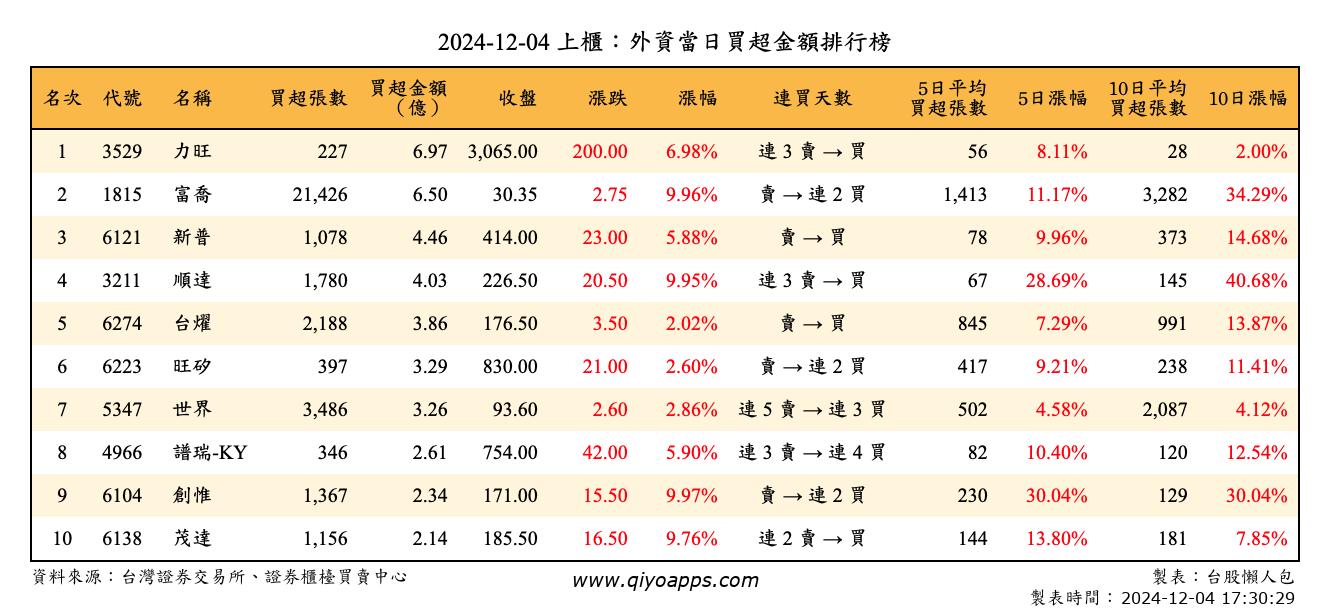 2024-12-04 上櫃：外資當日買超金額排行榜
名次 代號 名稱 買超張數 買超金額（億） 收盤 漲跌 漲幅 連買天數 5日平均買超張數 5日漲幅 10日平均買超張數 10日漲幅
1 3529 力旺 227 6.97 3,065.00 200.00 6.98% 連 3 賣 → 買 56 8.11% 28 2.00%
2 1815 富喬 21,426 6.50 30.35 2.75 9.96% 賣 → 連 2 買 1,413 11.17% 3,282 34.29%
3 6121 新普 1,078 4.46 414.00 23.00 5.88% 賣 → 買 78 9.96% 373 14.68%
4 3211 順達 1,780 4.03 226.50 20.50 9.95% 連 3 賣 → 買 67 28.69% 145 40.68%
5 6274 台燿 2,188 3.86 176.50 3.50 2.02% 賣 → 買 845 7.29% 991 13.87%
6 6223 旺矽 397 3.29 830.00 21.00 2.60% 賣 → 連 2 買 417 9.21% 238 11.41%
7 5347 世界 3,486 3.26 93.60 2.60 2.86% 連 5 賣 → 連 3 買 502 4.58% 2,087 4.12%
8 4966 譜瑞-KY 346 2.61 754.00 42.00 5.90% 連 3 賣 → 連 4 買 82 10.40% 120 12.54%
9 6104 創惟 1,367 2.34 171.00 15.50 9.97% 賣 → 連 2 買 230 30.04% 129 30.04%
10 6138 茂達 1,156 2.14 185.50 16.50 9.76% 連 2 賣 → 買 144 13.80% 181 7.85%
資料來源：台灣證券交易所、證券櫃檯買賣中心 www.qiyoapps.com 製表：台股懶人包
製表時間：2024-12-04 17:30:29